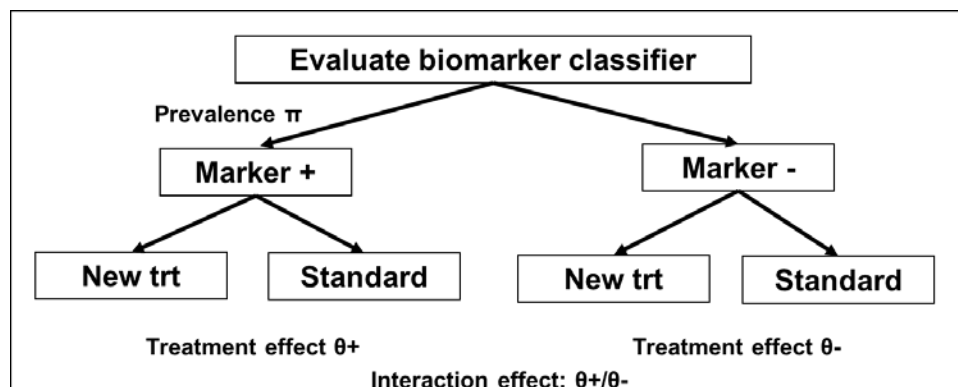 Evaluate biomarker classifier
Prevalence π
Marker +
Marker -
New trt
Standard
New trt
Standard
Treatment effect θ+
Treatment effect θ-
Interaction effect: θ+/θ-